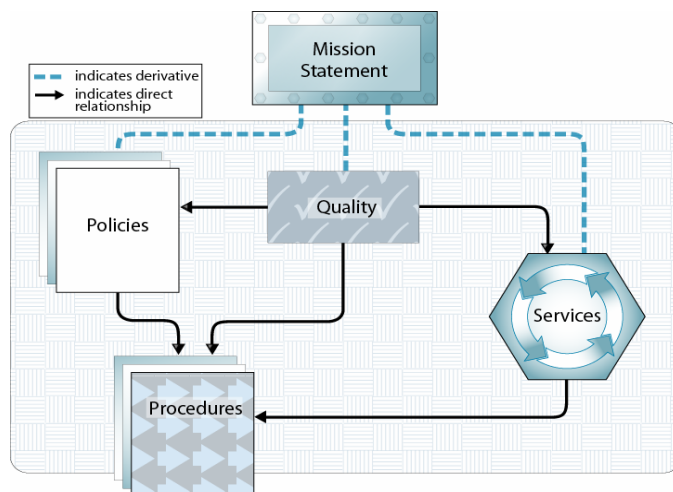 Mission
Statement
indicates derivative
indicates direct
relationship
Policies
Quality
Services
Procedures